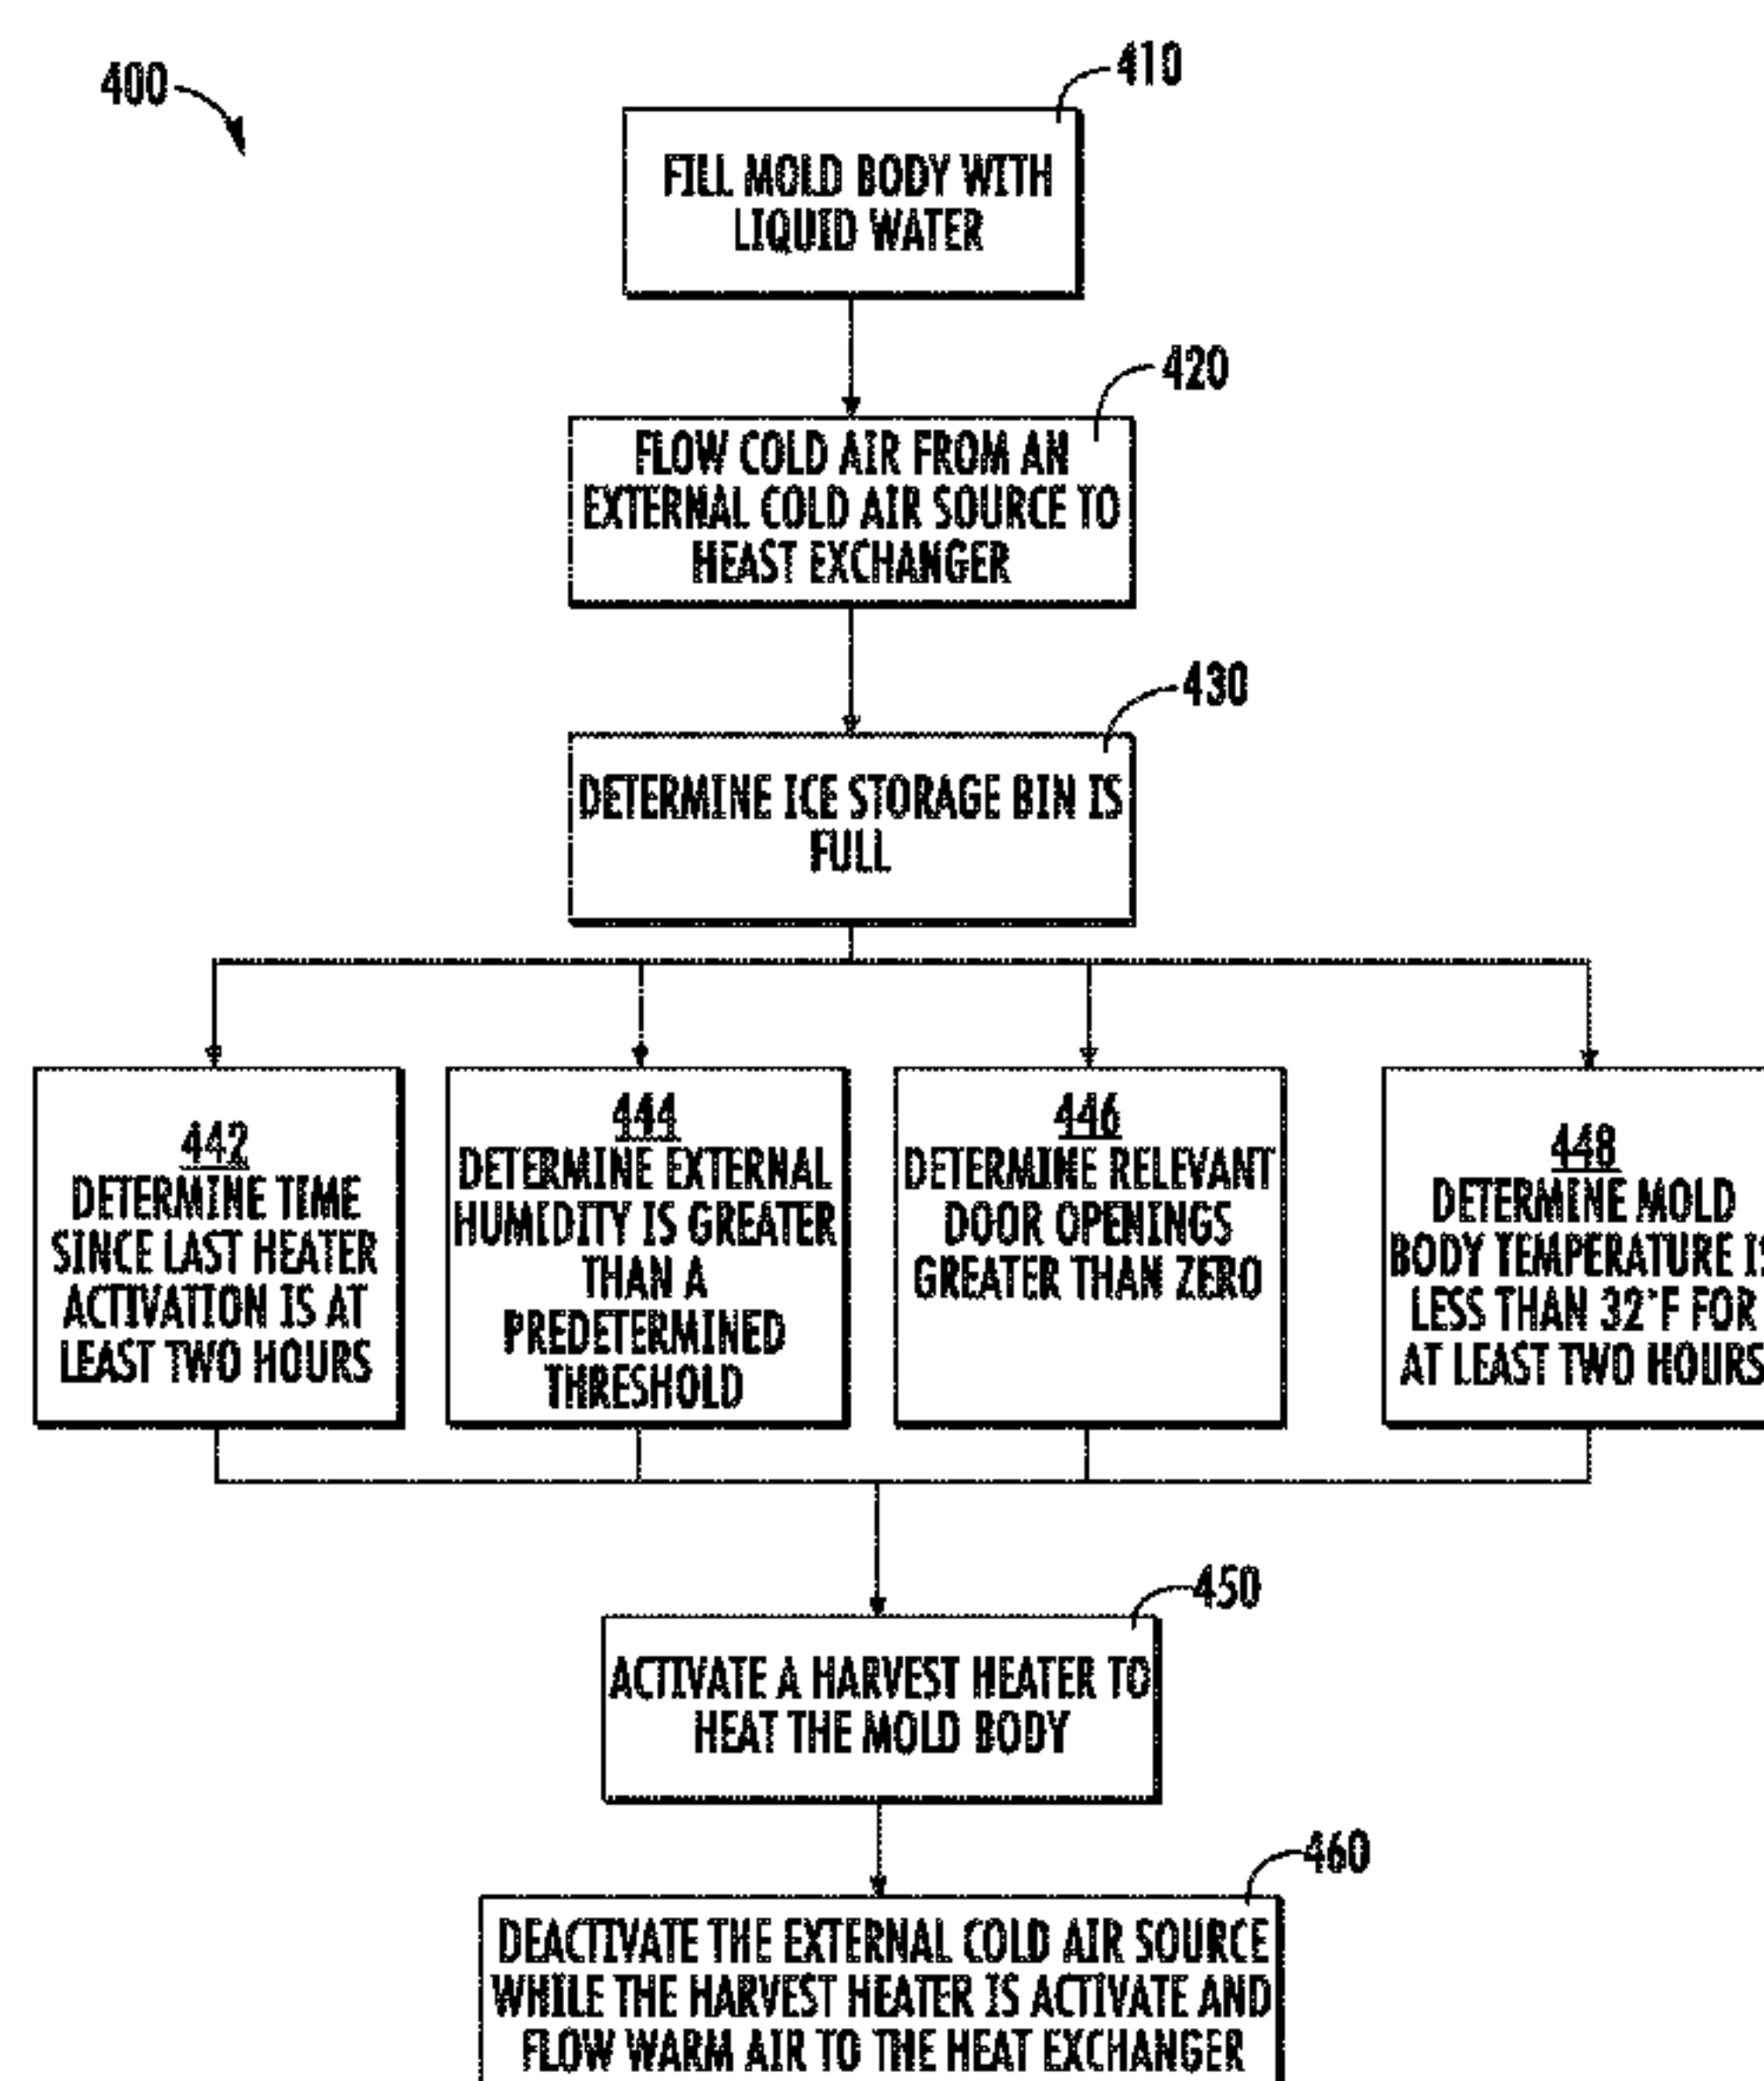 400
410
FILL MOLD BODY WITH
LIQUID WATER
420
FLOW COLD AIR FROM AN
EXTERNAL COLD AIR SOURCE TO
HEAST EXCHANGER
430
DETERMINE ICE STORAGE BIN IS
FULL
442
DETERMINE TIME
SINCE LAST HEATER
ACTIVATION IS AT
LEAST TWO HOURS
444
DETERMINE EXTERNAL
HUMIDITY IS GREATER
THAN A
PREDETERMINED
THRESHOLD
446
DETERMINE RELEVANT
DOOR OPENINGS
GREATER THAN ZERO
448
DETERMINE MOLD
BODY TEMPERATURE IS
LESS THAN 32°F FOR
AT LEAST TWO HOURS
450
ACTIVATE A HARVEST HEATER TO
HEAT THE MOLD BODY
460
DEACTIVATE THE EXTERNAL COLD AIR SOURCE
WHILE THE HARVEST HEATER IS ACTIVATE AND
FLOW WARM AIR TO THE HEAT EXCHANGER